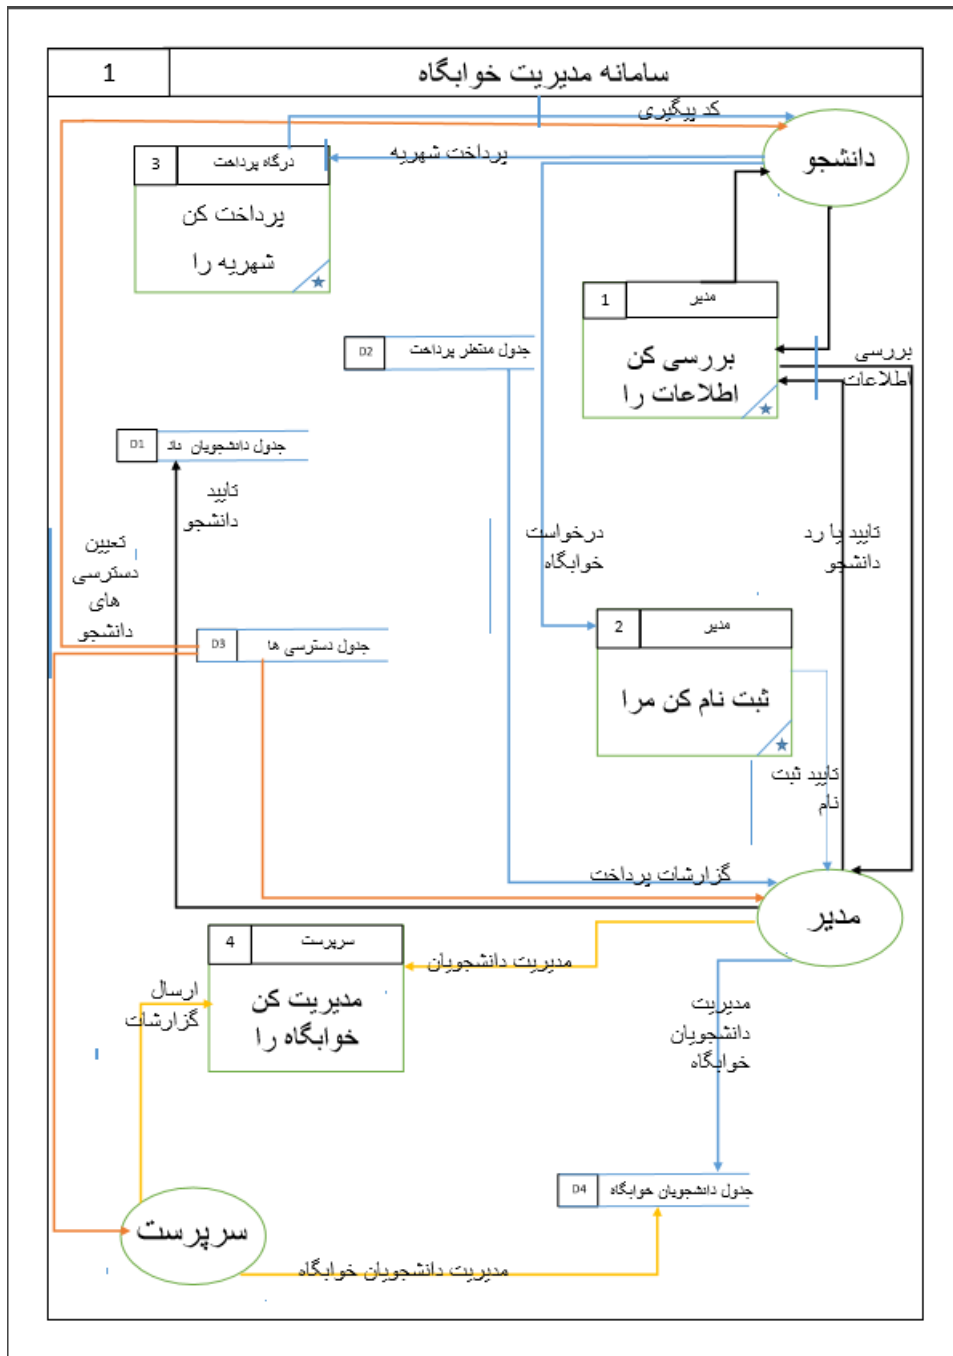 سامانه مدیریت خوابگاه
1
کد پیگیری
دانشجو
پرداخت شهریه
درگاه پرداخت
3
پرداخت کن
شهریه را
مدیر
1
بررسی کن
اطلاعات را
بررسی
اطلاعات
جدول منتظر پرداخت
D2
جدول دانشجویان
D1
تایید
دانشجو
تعیین
دسترسی
های
دانشجو
درخواست
خوابگاه
تایید یا رد
دانشجو
مدیر
2
ثبت نام کن مرا
جدول دسترسی ها
D3
تایید ثبت
نام
گزارشات پرداخت
مدیر
سرپرست
4
مدیریت کن
خوابگاه را
مدیریت دانشجویان
ارسال
گزارشات
مدیریت
دانشجویان
خوابگاه
جدول دانشجویان خوابگاه
D4
سرپرست
مدیریت دانشجویان خوابگاه